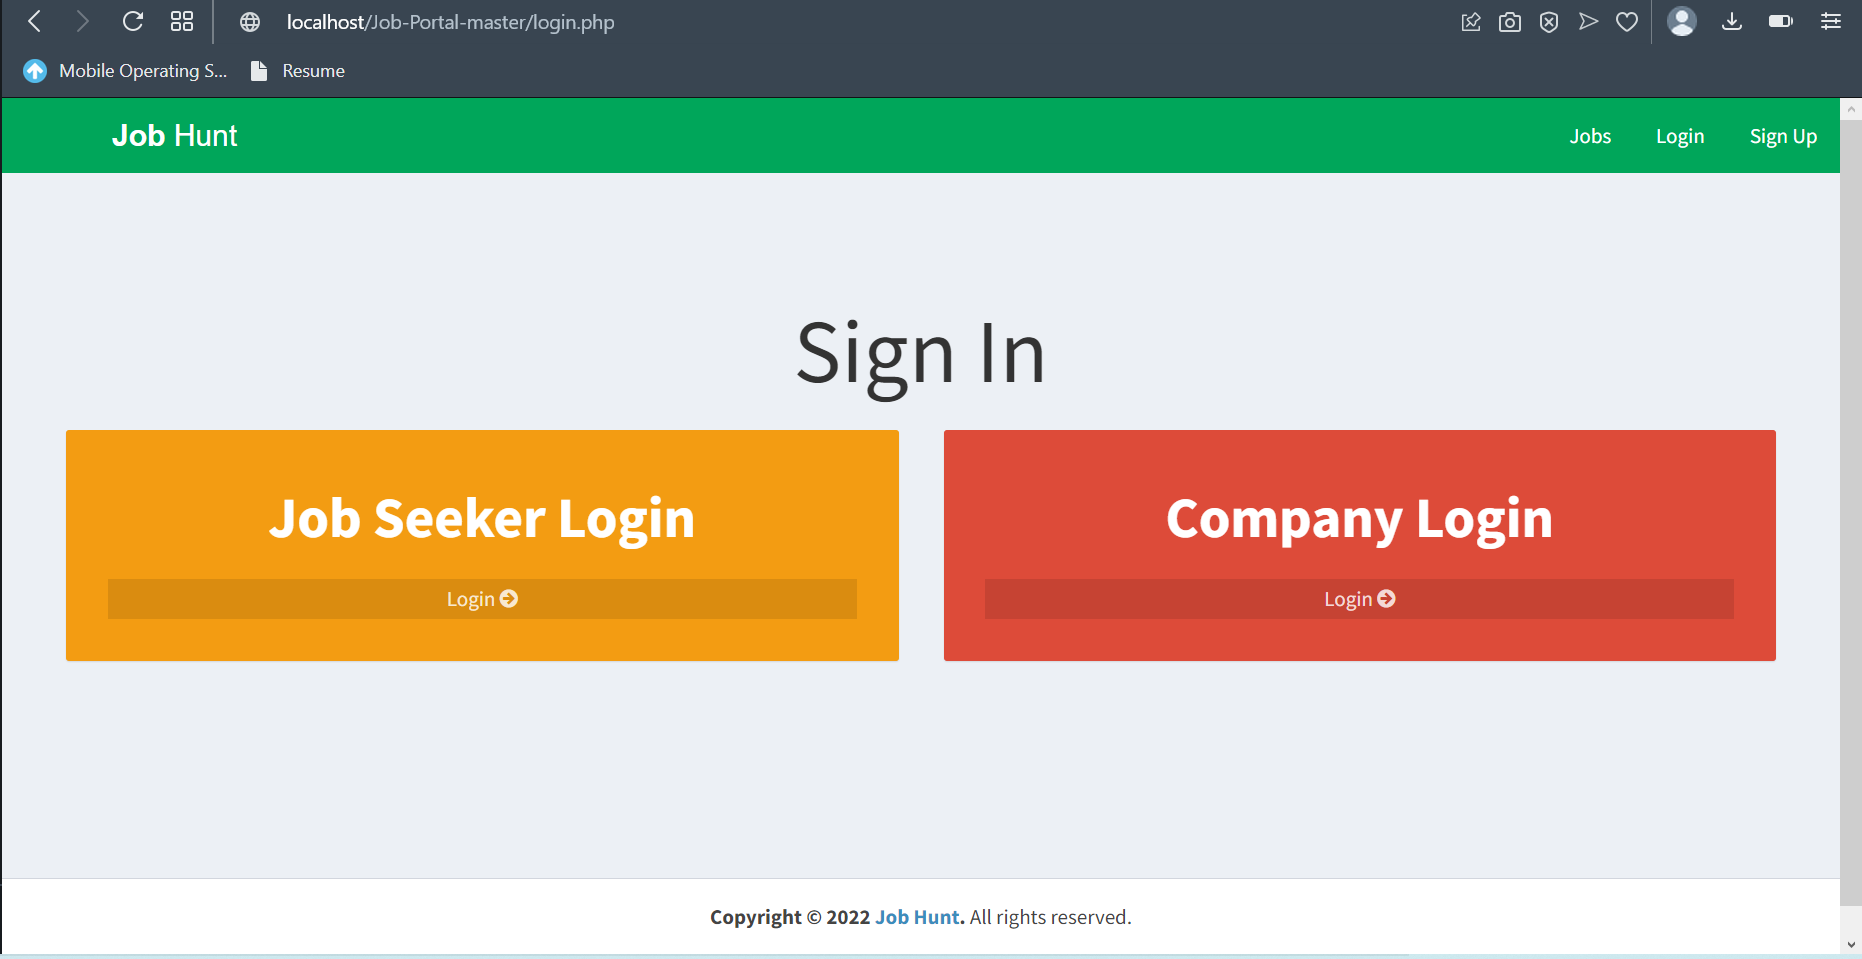 localhost/Job-Portal-master/login.php
Mobile Operating S... Resume
Job Hunt Jobs Login Sign Up
Sign In
Job Seeker Login
Login
Company Login
Login
Copyright © 2022 Job Hunt. All rights reserved.